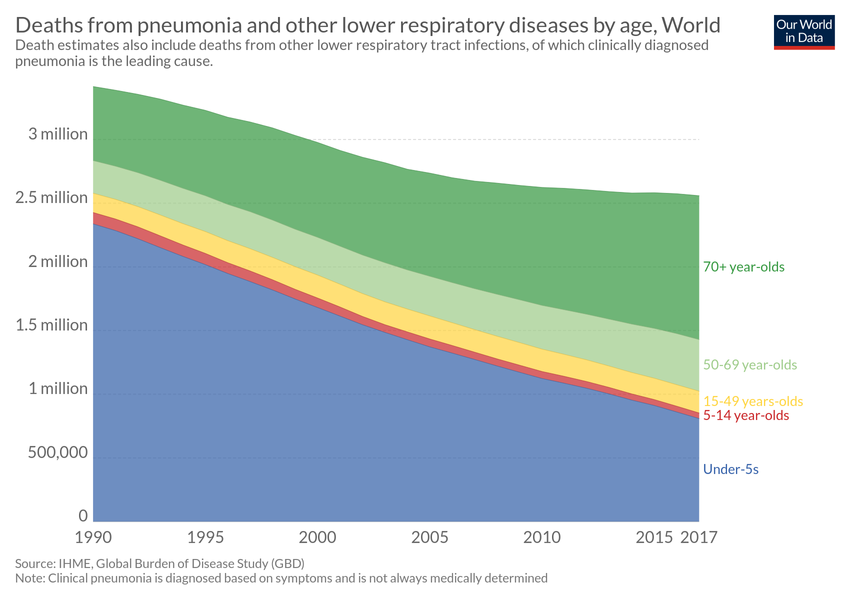 Deaths from pneumonia and other lower respiratory diseases by age, World
Death estimates also include deaths from other lower respiratory tract infections, of which clinically diagnosed
pneumonia is the leading cause.
Our World
in Data
3 million
2.5 million
2 million
1.5 million
1 million
500,000
0
70+ year-olds
50-69 year-olds
15-49 years-olds
5-14 year-olds
Under-5s
1990 1995 2000 2005 2010 2015 2017
Source: IHME, Global Burden of Disease Study (GBD)
Note: Clinical pneumonia is diagnosed based on symptoms and is not always medically determined